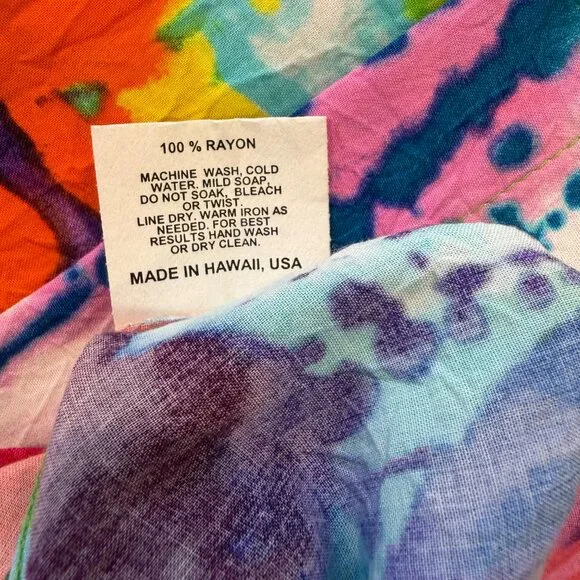 100 % RAYON
MACHINE WASH, COLD
WATER. MILD SOAP,
DO NOT SOAK, BLEACH
OR TWIST.
LINE DRY. WARM IRON AS
NEEDED. FOR BEST
RESULTS HAND WASH
OR DRY CLEAN.
MADE IN HAWAII, USA